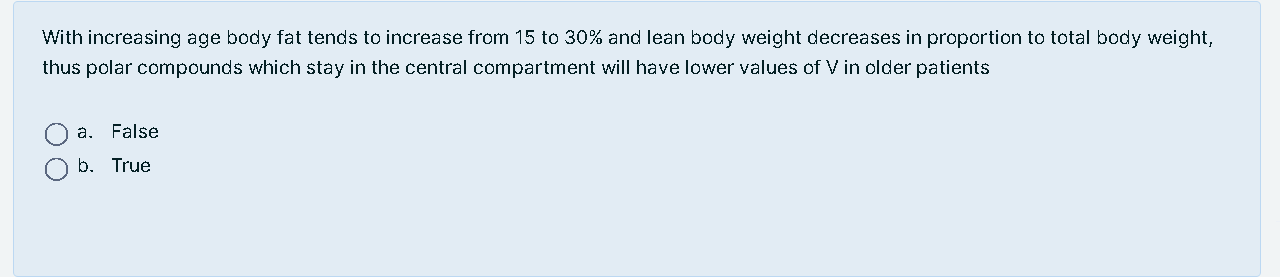 With increasing age body fat tends to increase from 15 to 30% and lean body weight decreases in proportion to total body weight,
thus polar compounds which stay in the central compartment will have lower values of V in older patients
a. False
b. True